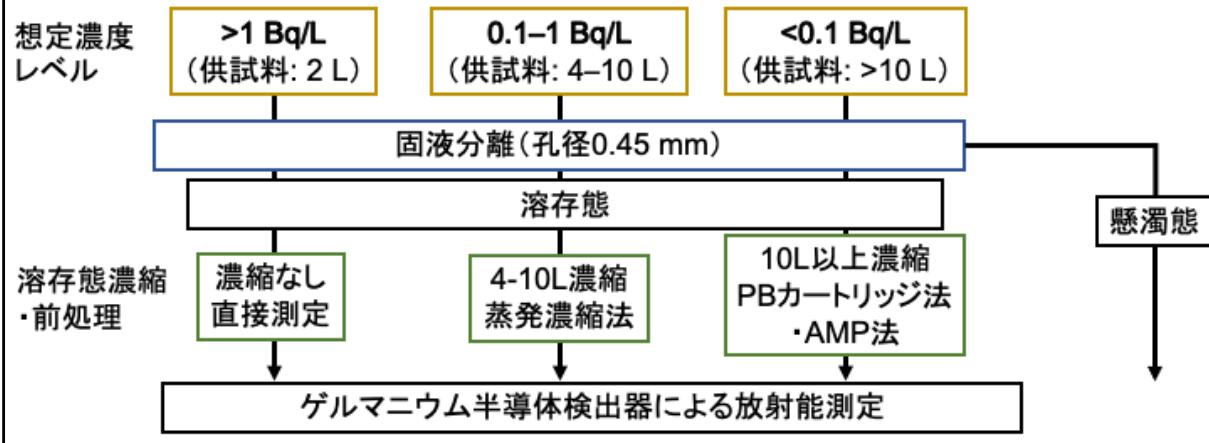 想定濃度
レベル
>1 Bq/L
(供試料: 2 L)
0.1–1 Bq/L
(供試料: 4–10 L)
<0.1 Bq/L
(供試料: >10 L)
固液分離(孔径0.45 mm)
溶存態
懸濁態
溶存態濃縮
・前処理
濃縮なし
直接測定
4-10L濃縮
蒸発濃縮法
10L以上濃縮
PBカートリッジ法
・AMP法
ゲルマニウム半導体検出器による放射能測定